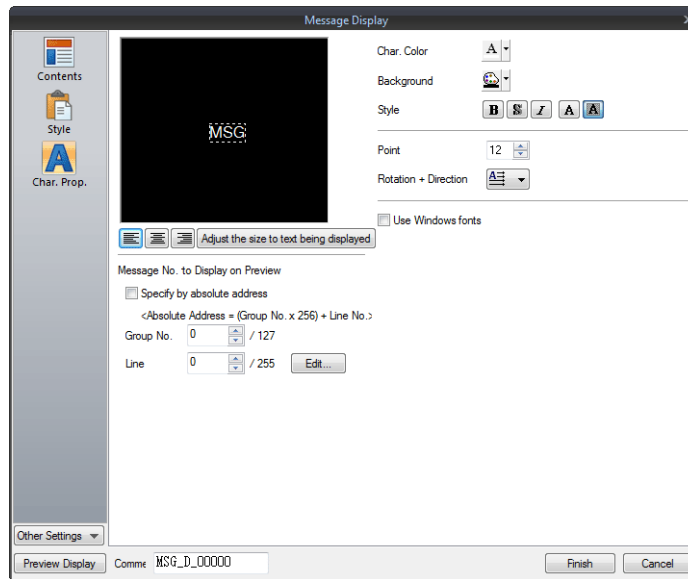 Message Display
Contents
Style
Char. Prop.
MSG
Adjust the size to text being displayed
Message No. to Display on Preview
Specify by absolute address
<Absolute Address = (Group No. x 256) + Line No.>
Group No. 0 / 127
Line 0 / 255 Edit...
Char. Color A
Background
Style B S I A A
Point 12
Rotation + Direction A
Use Windows fonts
Other Settings
Preview Display Comme MSG_D_00000 Finish Cancel